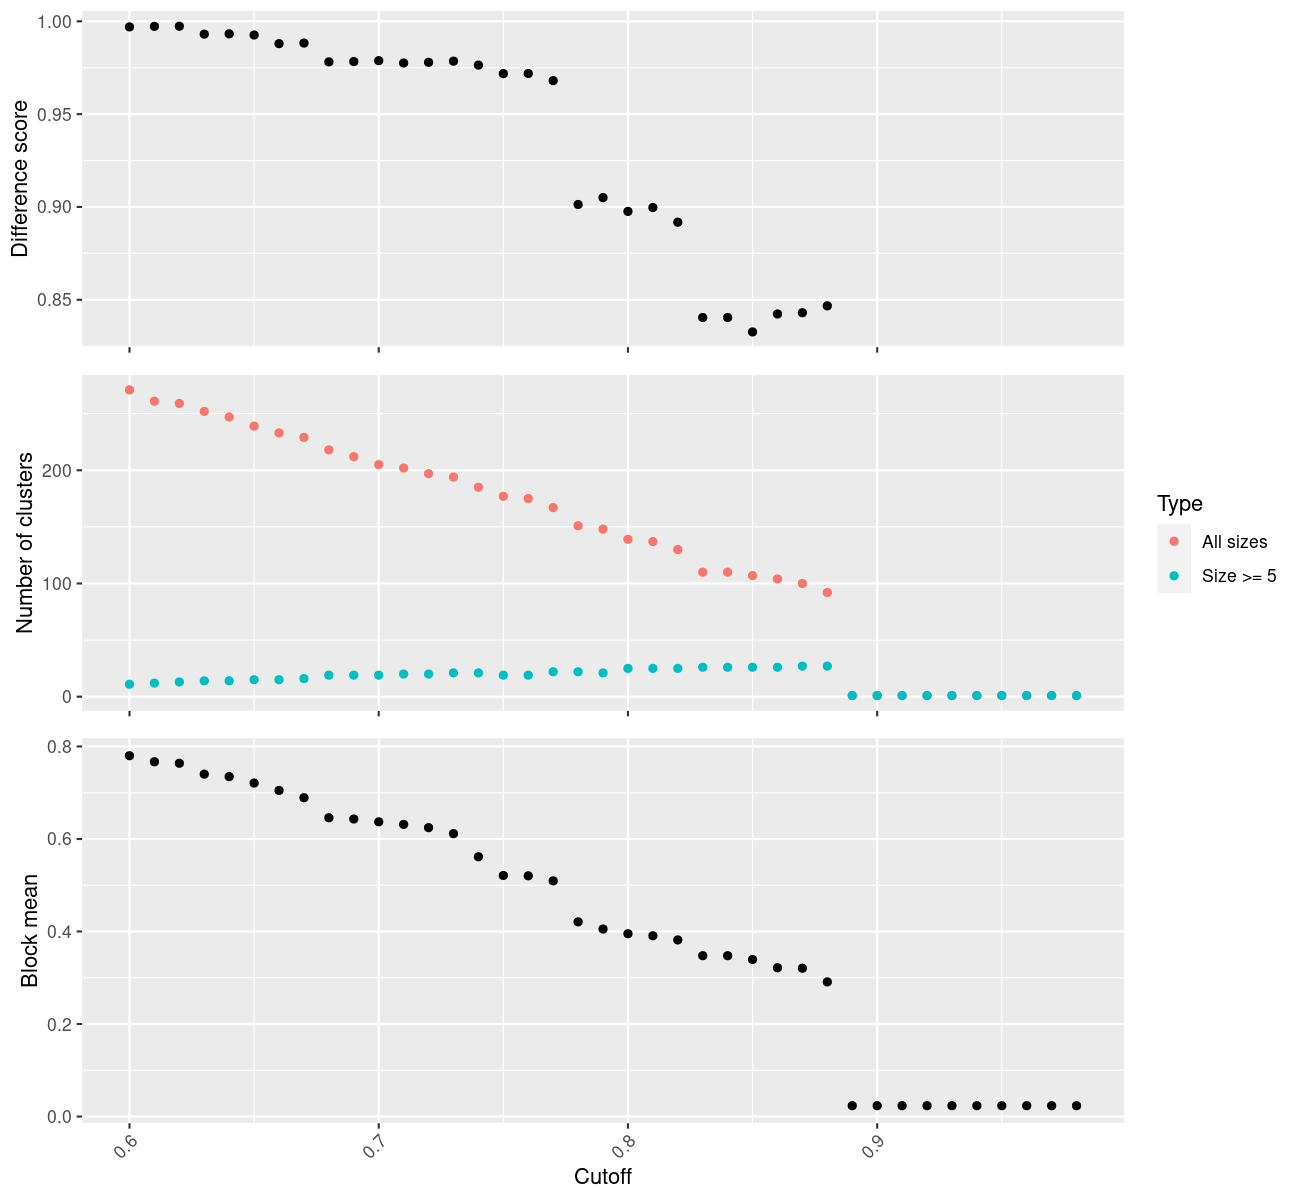 Difference score
1.00
0.95
0.90
0.85
Number of clusters
200
100
0
Type
All sizes
Size >= 5
Block mean
0.8
0.6
0.4
0.2
0.0
0.6 0.7 0.8 0.9
Cutoff